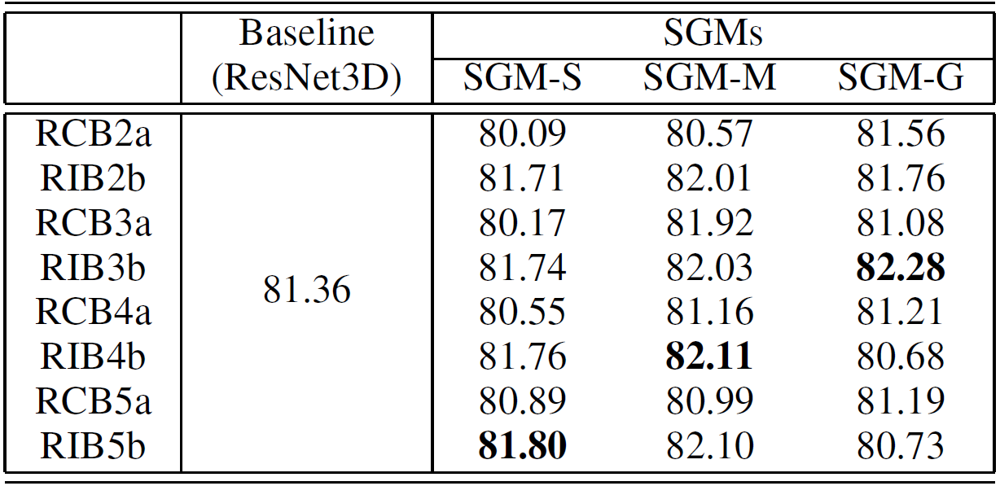 Baseline SGMs
(ResNet3D) SGM-S SGM-M SGM-G
RCB2a 80.09 80.57 81.56
RIB2b 81.71 82.01 81.76
RCB3a 80.17 81.92 81.08
RIB3b 81.74 82.03 82.28
81.36
RCB4a 80.55 81.16 81.21
RIB4b 81.76 82.11 80.68
RCB5a 80.89 80.99 81.19
RIB5b 81.80 82.10 80.73